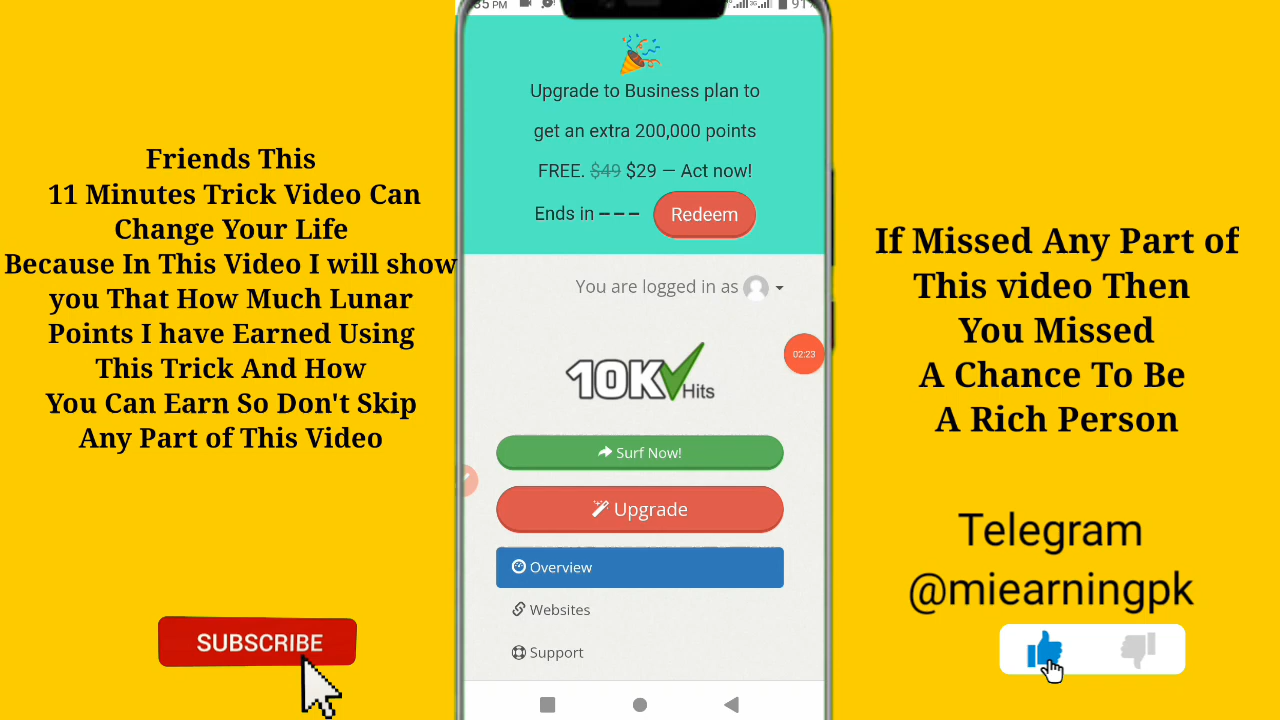 Friends This
11 Minutes Trick Video Can
Change Your Life
Because In This Video I will show
you That How Much Lunar
Points I have Earned Using
This Trick And How
You Can Earn So Don't Skip
Any Part of This Video
SUBSCRIBE
35 PM
91%
Upgrade to Business plan to
get an extra 200,000 points
FREE. $49 $29 — Act now!
Ends in – – – Redeem
You are logged in as
10K Hits
02:23
Surf Now!
Upgrade
Overview
Websites
Support
If Missed Any Part of
This video Then
You Missed
A Chance To Be
A Rich Person
Telegram
@miearningpk